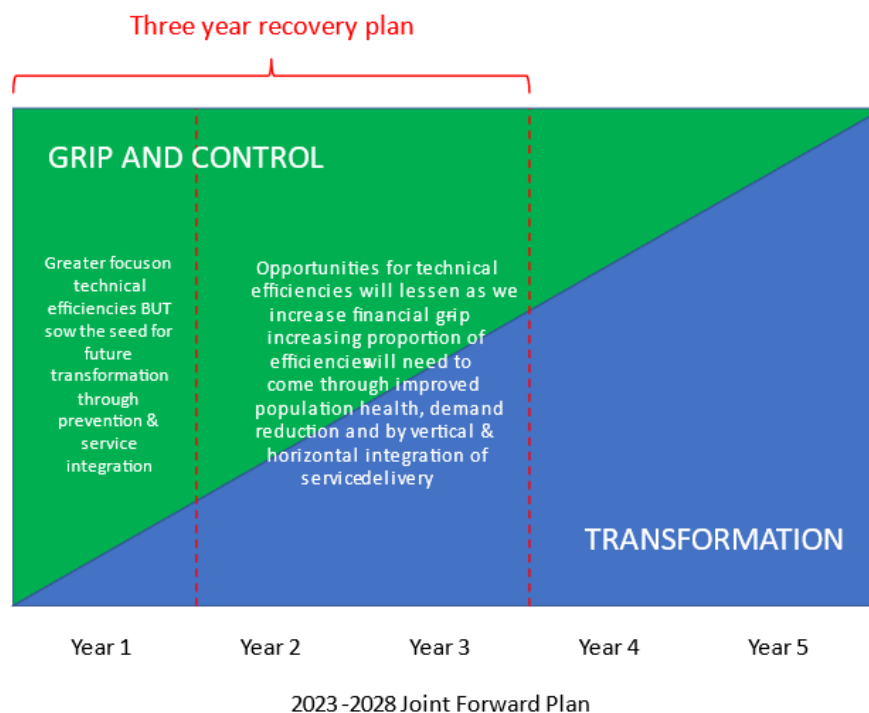 Three year recovery plan
GRIP AND CONTROL
Greater focuson
technical
efficiencies BUT
sow the seed for
future
transformation
through
prevention &
service
integration
Opportunities for technical
efficiencies will lessen as we
increase financial grip
increasing proportion of
efficiencieswill need to
come through improved
population health, demand
reduction and by vertical &
horizontal integration of
servicedelivery
TRANSFORMATION
Year 1 Year 2 Year 3 Year 4 Year 5
2023 -2028 Joint Forward Plan